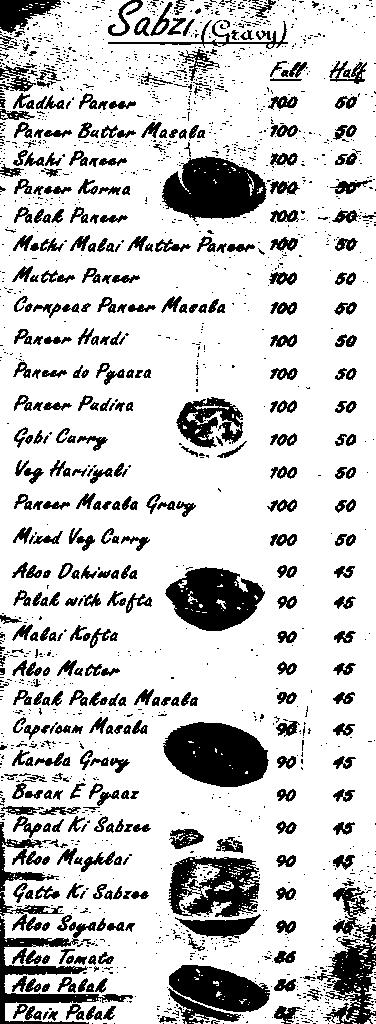 Sabzi (Gravy)
Full Half
Kadhai Paneer 100 50
Paneer Butter Masala 100 50
Shahi Paneer 100 50
Paneer Korma 100 50
Palak Paneer 100 50
Methi Malai Mutter Paneer 100 50
Mutter Paneer 100 50
Cornpeas Paneer Masala 100 50
Paneer Handi 100 50
Paneer do Pyaaza 100 50
Paneer Pudina 100 50
Gobi Curry 100 50
Veg Hariiyali 100 50
Paneer Masala Gravy 100 50
Mixed Veg Curry 100 50
Aloo Dahiwala 90 45
Palak with Kofta 90 45
Malai Kofta 90 45
Aloo Mutter 90 45
Palak Pakoda Masala 90 45
Capsicum Masala 90 45
Karela Gravy 90 45
Besan E Pyaaz 90 45
Papad Ki Sabzee 90 45
Aloo Mughlai 90 45
Gatte Ki Sabzee 90 45
Aloo Soyabean 90 45
Aloo Tomato
Aloo Palak
Plain Palak